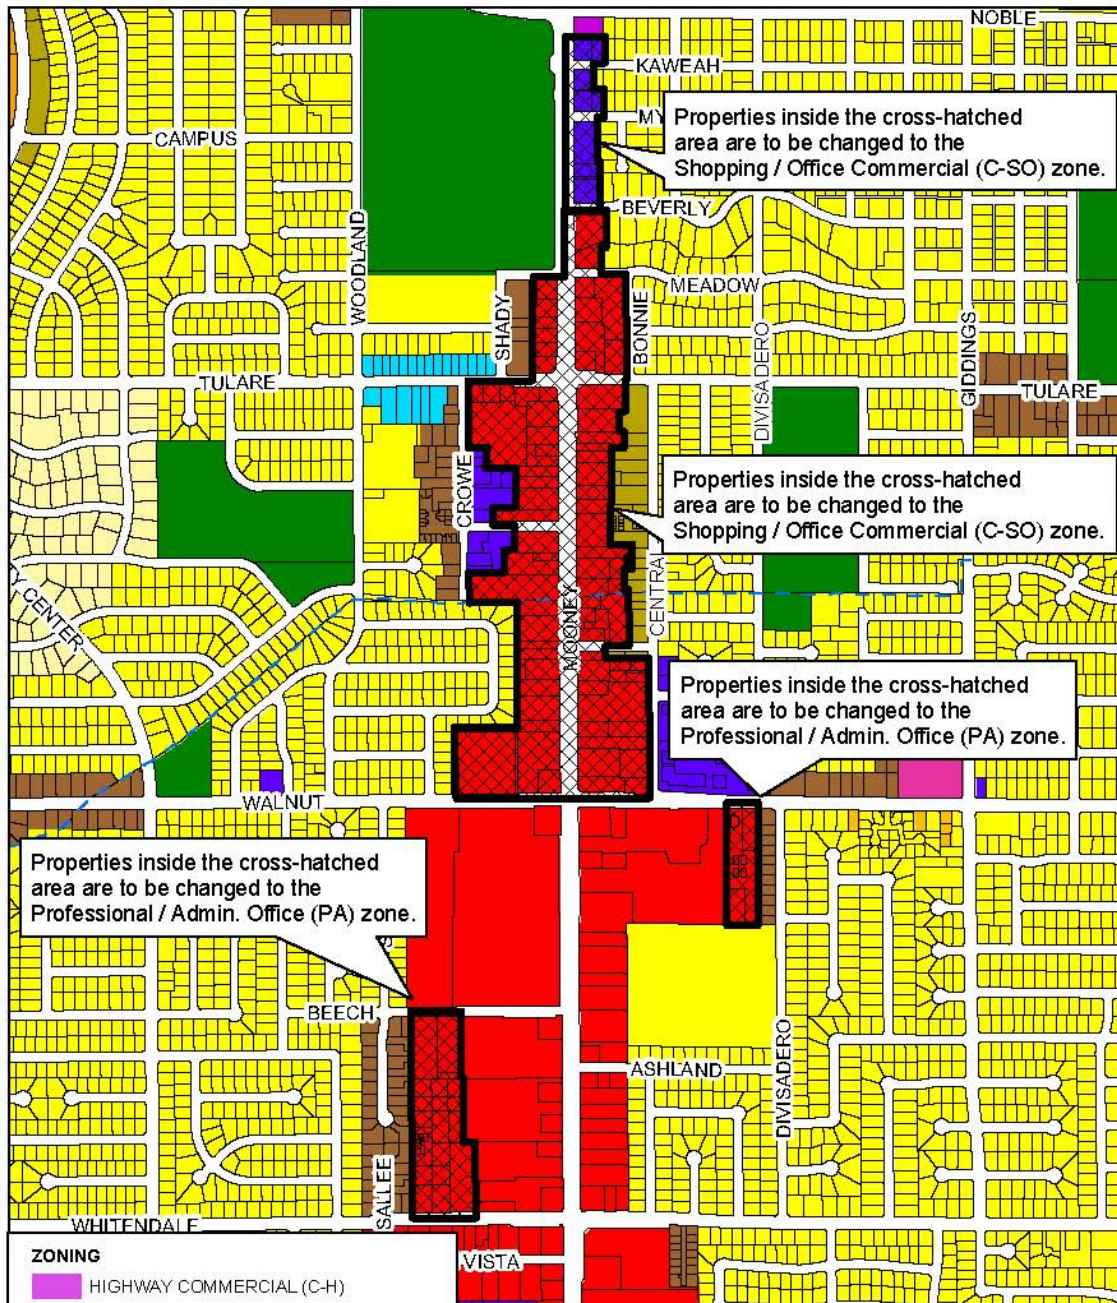 NOBLE
KAWEAH
MY
Properties inside the cross-hatched
area are to be changed to the
Shopping / Office Commercial (C-SO) zone.
CAMPUS
BEVERLY
WOODLAND
MEADOW
SHADY
BONNIE
DIVISADERO
GIDDINGS
TULARE
TULARE
CROWE
Properties inside the cross-hatched
area are to be changed to the
Shopping / Office Commercial (C-SO) zone.
Y CENTER
MOONEY
CENTRAL
Properties inside the cross-hatched
area are to be changed to the
Professional / Admin. Office (PA) zone.
WALNUT
Properties inside the cross-hatched
area are to be changed to the
Professional / Admin. Office (PA) zone.
S
BEECH
ASHLAND
DIVISADERO
SALLEE
WHITENDALE
VISTA
ZONING
HIGHWAY COMMERCIAL (C-H)